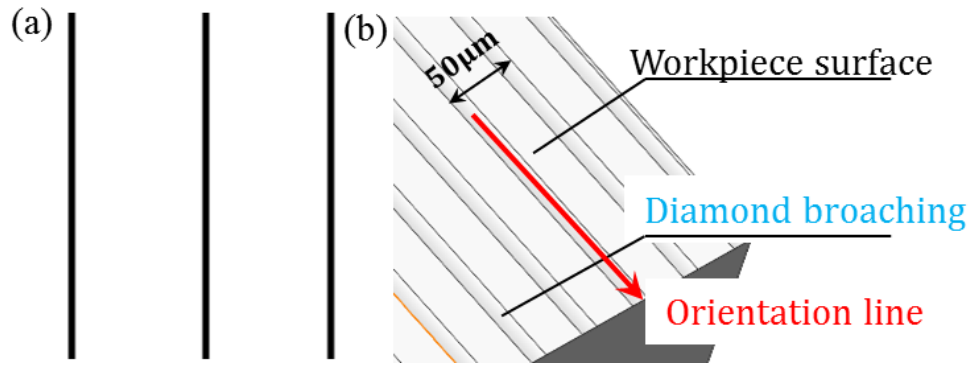 (a)
(b)
50μm
Workpiece surface
Diamond broaching
Orientation line